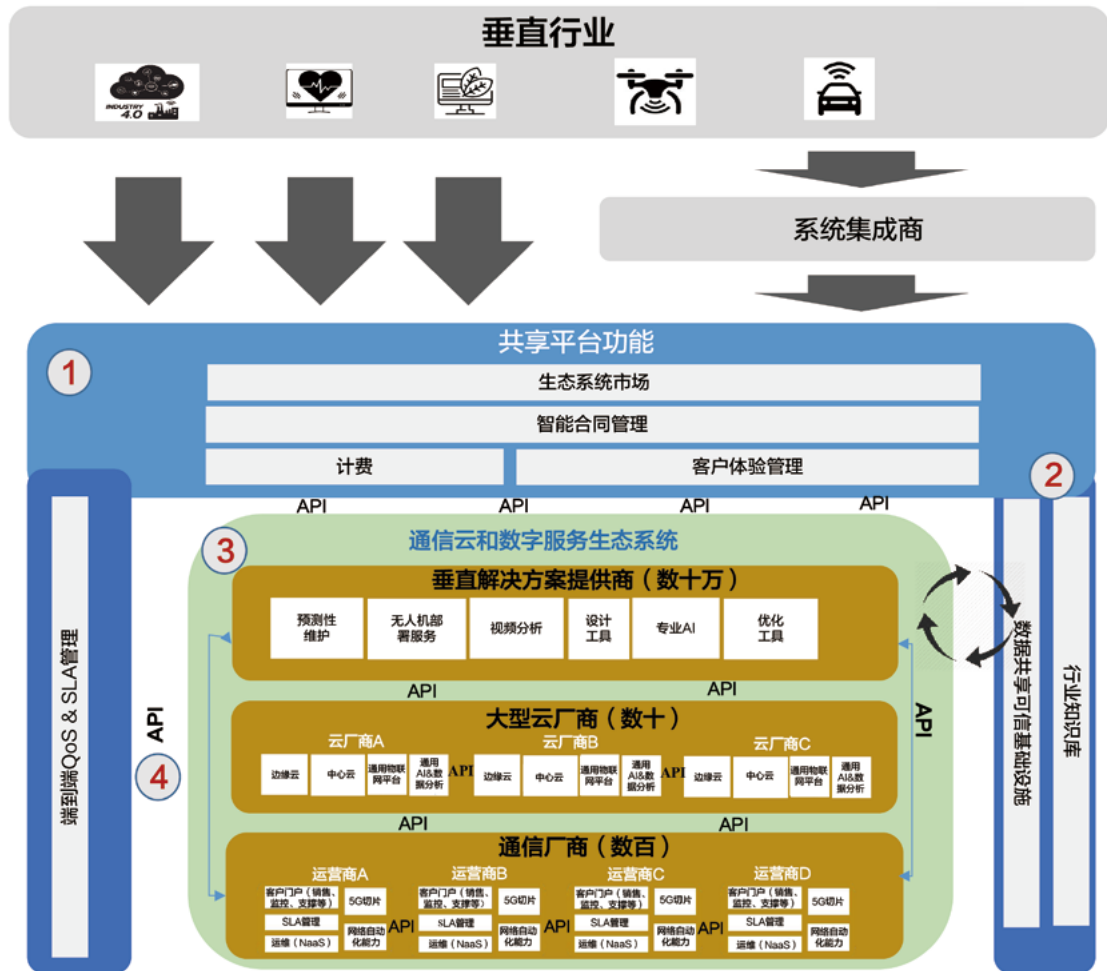 垂直行业
INDUSTRY
4.0
系统集成商
共享平台功能
1
生态系统市场
智能合同管理
计费
客户体验管理
2
API
API
API
API
3
通信云和数字服务生态系统
垂直解决方案提供商（数十万）
预测性
维护
无人机部
署服务
视频分析
设计
工具
专业AI
优化
工具
API
API
大型云厂商（数十）
云厂商A
云厂商B
云厂商C
边缘云
中心云
通用物联
网平台
通用
AI&数
据分析
API
边缘云
中心云
通用物联
网平台
通用
AI&数
据分析
API
边缘云
中心云
通用物联
网平台
通用
AI&数
据分析
API
API
通信厂商（数百）
运营商A
运营商B
运营商C
运营商D
客户门户（销售、
监控、支撑等）
5G切片
SLA管理
运维（NaaS）
网络自动
化能力
API
客户门户（销售、
监控、支撑等）
5G切片
SLA管理
运维（NaaS）
网络自动
化能力
API
客户门户（销售、
监控、支撑等）
5G切片
SLA管理
运维（NaaS）
网络自动
化能力
API
客户门户（销售、
监控、支撑等）
5G切片
SLA管理
运维（NaaS）
网络自动
化能力
端到端QoS & SLA管理
API
4
API
数据共享可信基础设施
行业知识库